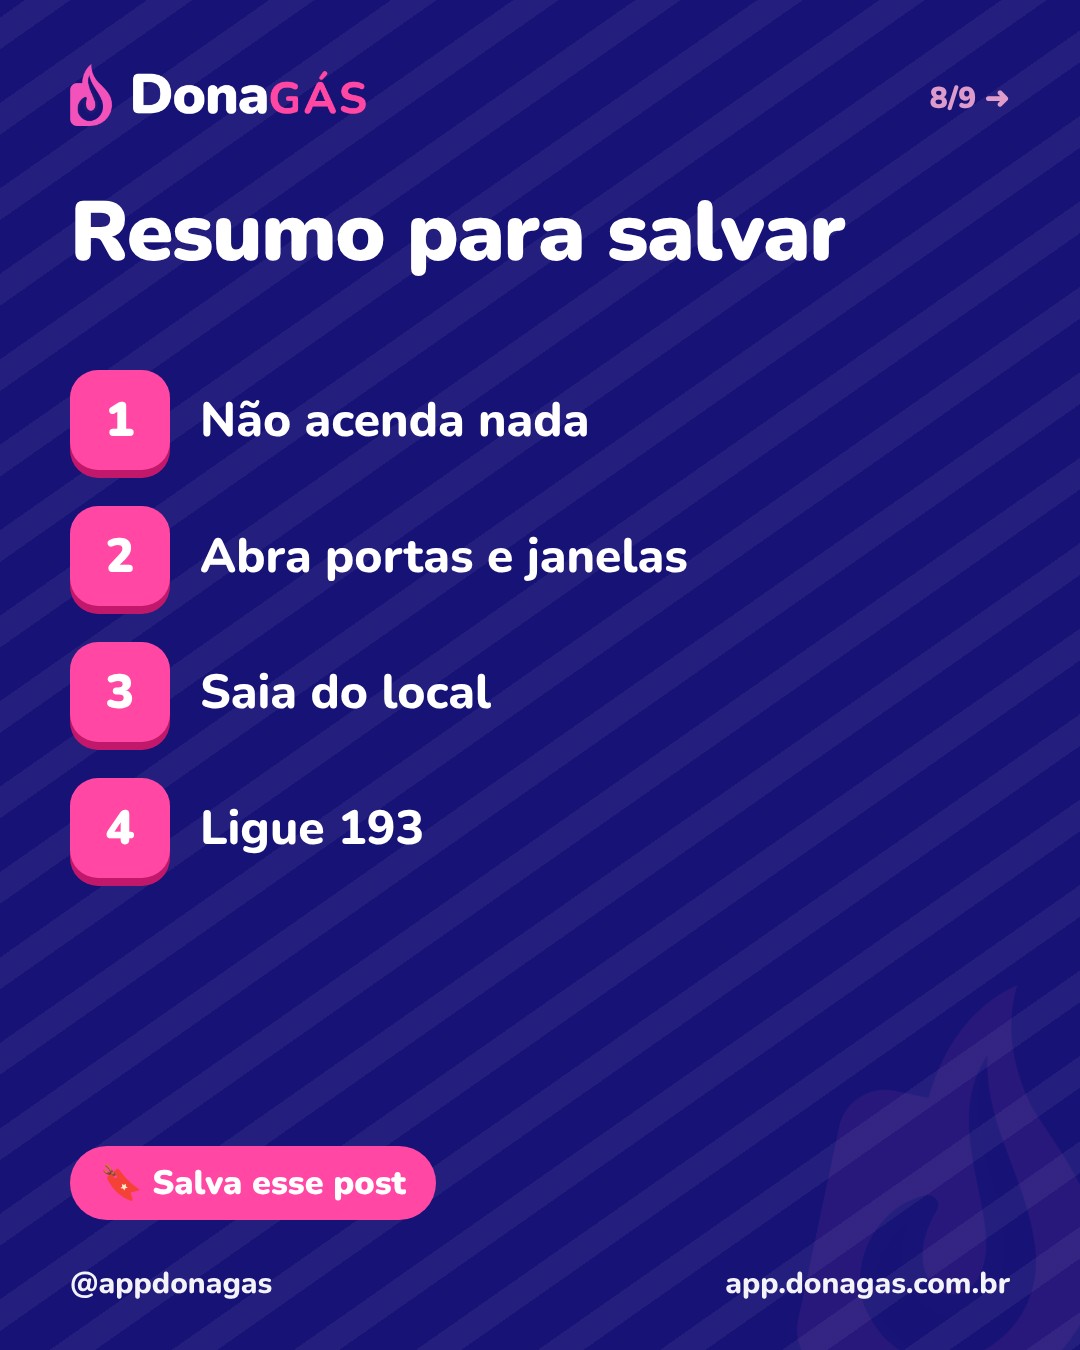 DonaGÁS
8/9 →
Resumo para salvar
1 Não acenda nada
2 Abra portas e janelas
3 Saia do local
4 Ligue 193
🔖 Salva esse post
@appdonagas
app.donagas.com.br